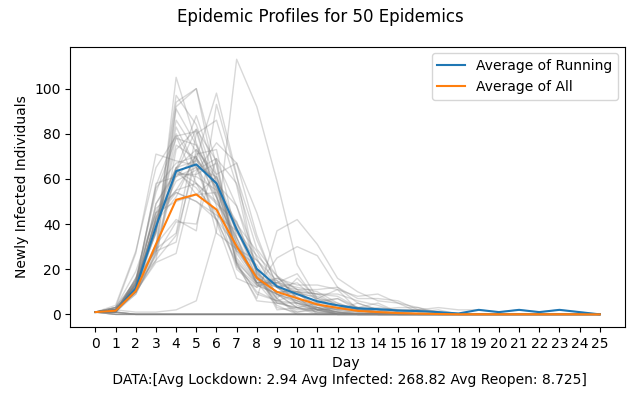 Epidemic Profiles for 50 Epidemics
Newly Infected Individuals
100
80
60
40
20
0
Average of Running
Average of All
0 1 2 3 4 5 6 7 8 9 10 11 12 13 14 15 16 17 18 19 20 21 22 23 24 25
Day
DATA:[Avg Lockdown: 2.94 Avg Infected: 268.82 Avg Reopen: 8.725]